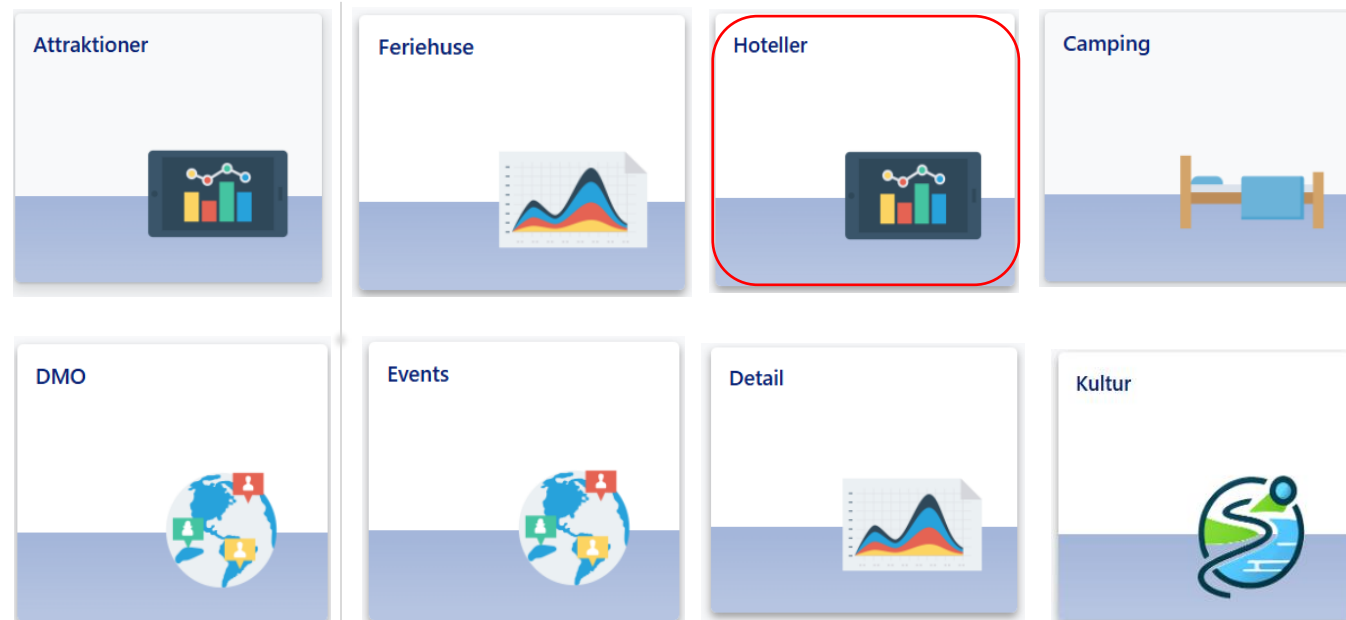 Attraktioner
Feriehuse
Hoteller
Camping
DMO
Events
Detail
Kultur